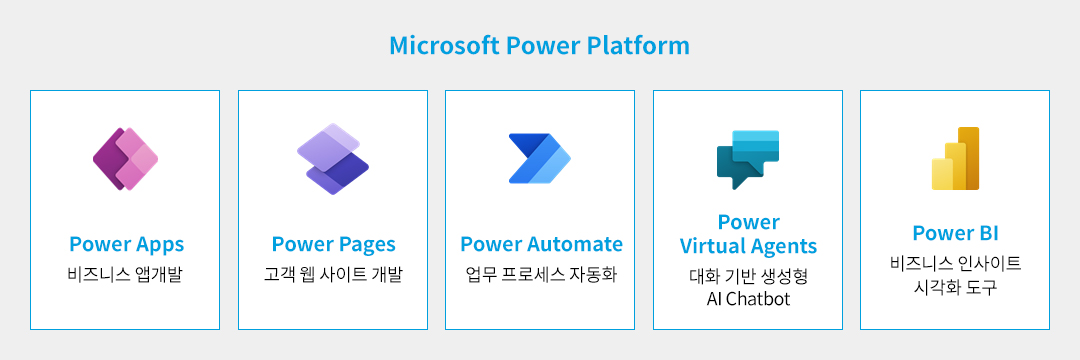 Microsoft Power Platform
Power Apps
비즈니스 앱개발
Power Pages
고객 웹 사이트 개발
Power Automate
업무 프로세스 자동화
Power
Virtual Agents
대화 기반 생성형
AI Chatbot
Power BI
비즈니스 인사이트
시각화 도구